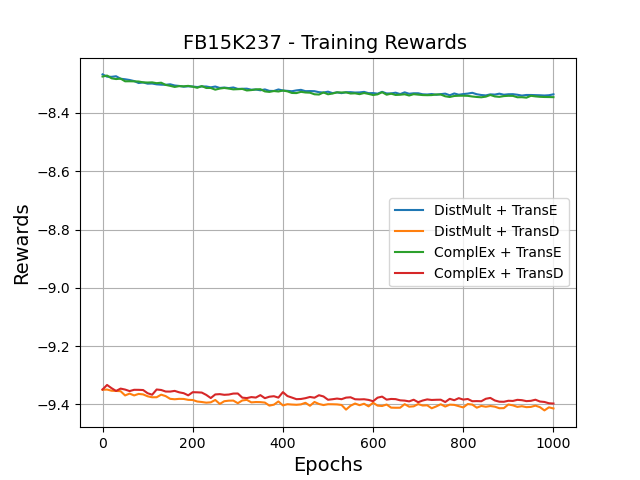 FB15K237 - Training Rewards
Rewards
−8.4
−8.6
−8.8
−9.0
−9.2
−9.4
DistMult + TransE
DistMult + TransD
ComplEx + TransE
ComplEx + TransD
0
200
400
600
800
1000
Epochs